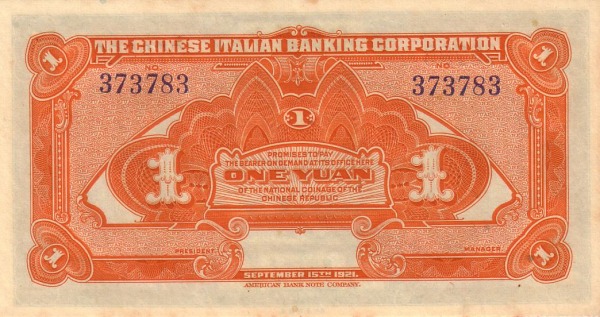 THE CHINESE ITALIAN BANKING CORPORATION
1 1
NO. NO.
373783 373783
1
PROMISES TO PAY
THE BEARER ON DEMAND AT ITS OFFICE HERE
1 ONE YUAN 1
OF THE NATIONAL COINAGE OF THE
CHINESE REPUBLIC
PRESIDENT MANAGER
1 1
SEPTEMBER 15TH 1921.
AMERICAN BANK NOTE COMPANY.